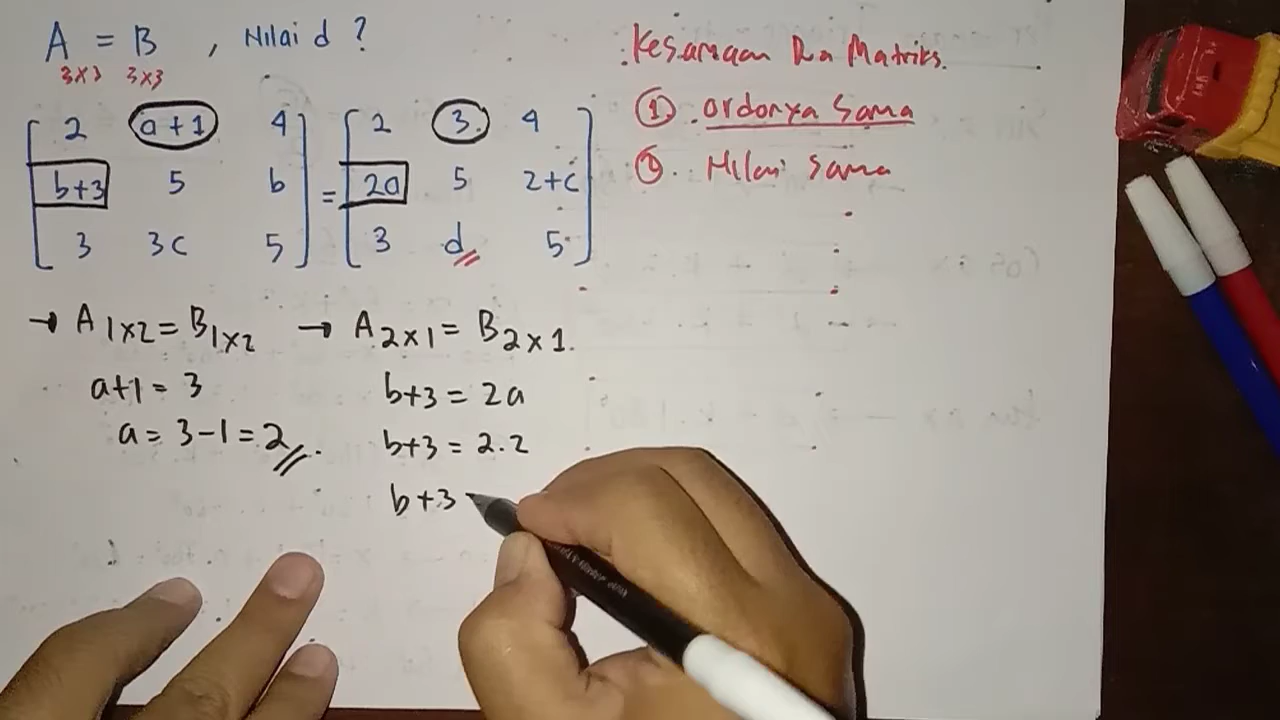 A = B , Nilai d ?
3x3 3x3
[ 2 a+1 4 ] [ 2 3 4 ]
[ b+3 5 b ] = [ 2a 5 2+c ]
[ 3 3c 5 ] [ 3 d 5 ]
Kesamaan Matriks.
① ordonya Sama
② Nilai Sama
→ A1x2 = B1x2
a+1 = 3
a = 3-1 = 2
→ A2x1 = B2x1
b+3 = 2a
b+3 = 2.2
b+3